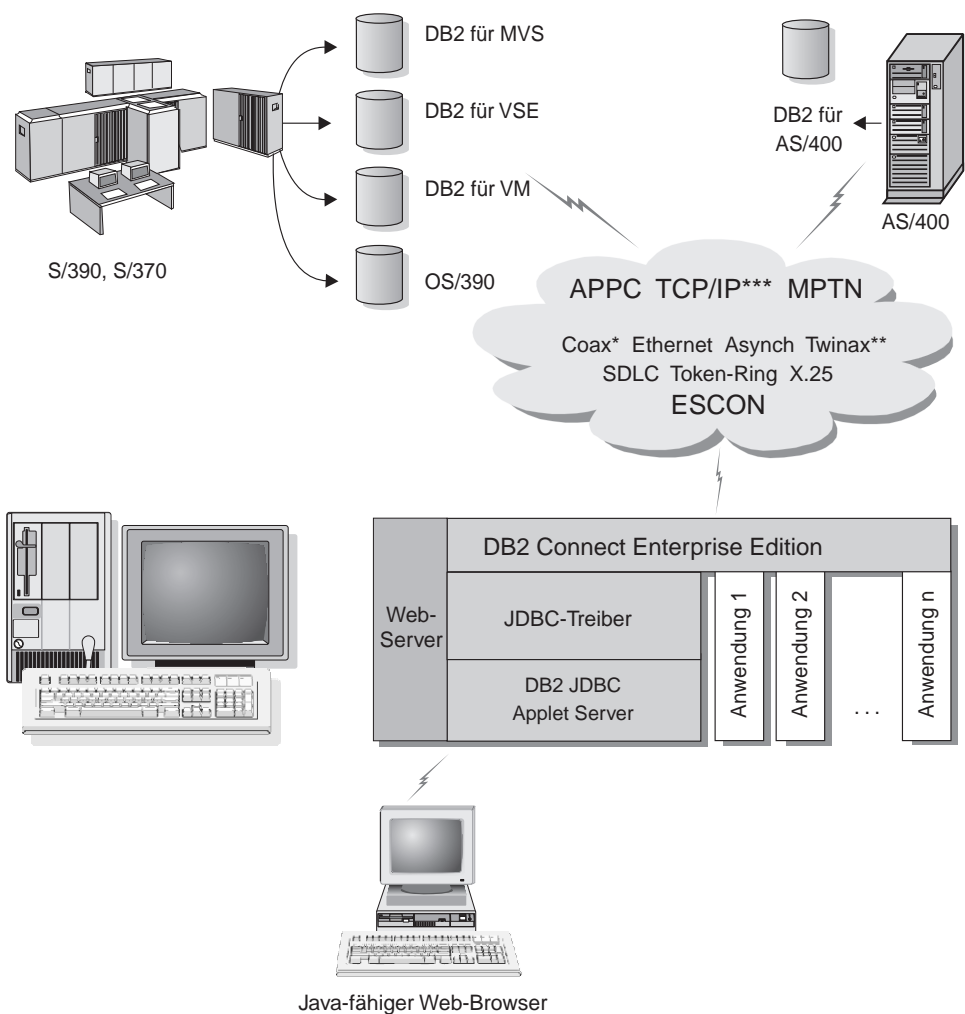 DB2 für MVS
DB2 für VSE
DB2 für VM
OS/390
S/390, S/370
DB2 für
AS/400
AS/400
APPC TCP/IP*** MPTN
Coax* Ethernet Asynch Twinax**
SDLC Token-Ring X.25
ESCON
DB2 Connect Enterprise Edition
Web-
Server
JDBC-Treiber
DB2 JDBC
Applet Server
Anwendung 1
Anwendung 2
. . .
Anwendung n
Java-fähiger Web-Browser